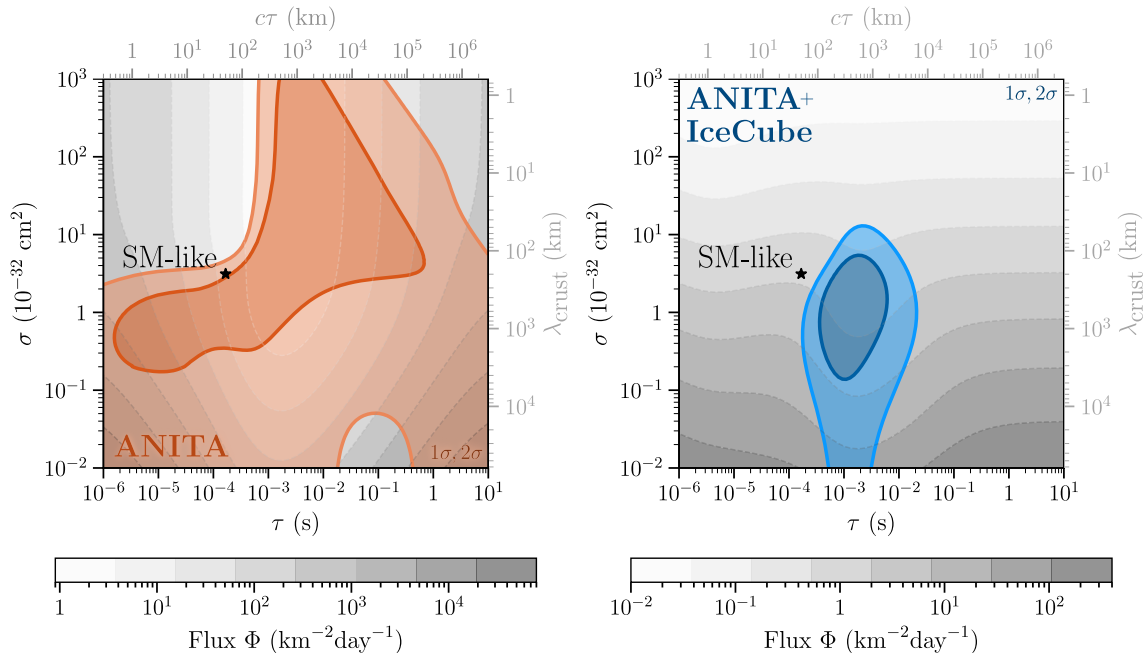 cτ (km)
1 10^1 10^2 10^3 10^4 10^5 10^6
10^3
10^2
10^1
1
10^-1
10^-2
σ (10^-32 cm^2)
SM-like
ANITA
1σ, 2σ
1
10^1
10^2
10^3
10^4
λ_crust (km)
10^-6 10^-5 10^-4 10^-3 10^-2 10^-1 1 10^1
τ (s)
1 10^1 10^2 10^3 10^4
Flux Φ (km^-2day^-1)
cτ (km)
1 10^1 10^2 10^3 10^4 10^5 10^6
10^3
10^2
10^1
1
10^-1
10^-2
σ (10^-32 cm^2)
ANITA+
IceCube
1σ, 2σ
SM-like
1
10^1
10^2
10^3
10^4
λ_crust (km)
10^-6 10^-5 10^-4 10^-3 10^-2 10^-1 1 10^1
τ (s)
10^-2 10^-1 1 10^1 10^2
Flux Φ (km^-2day^-1)